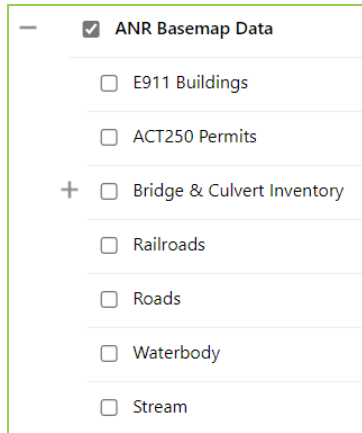 ANR Basemap Data
E911 Buildings
ACT250 Permits
Bridge & Culvert Inventory
Railroads
Roads
Waterbody
Stream